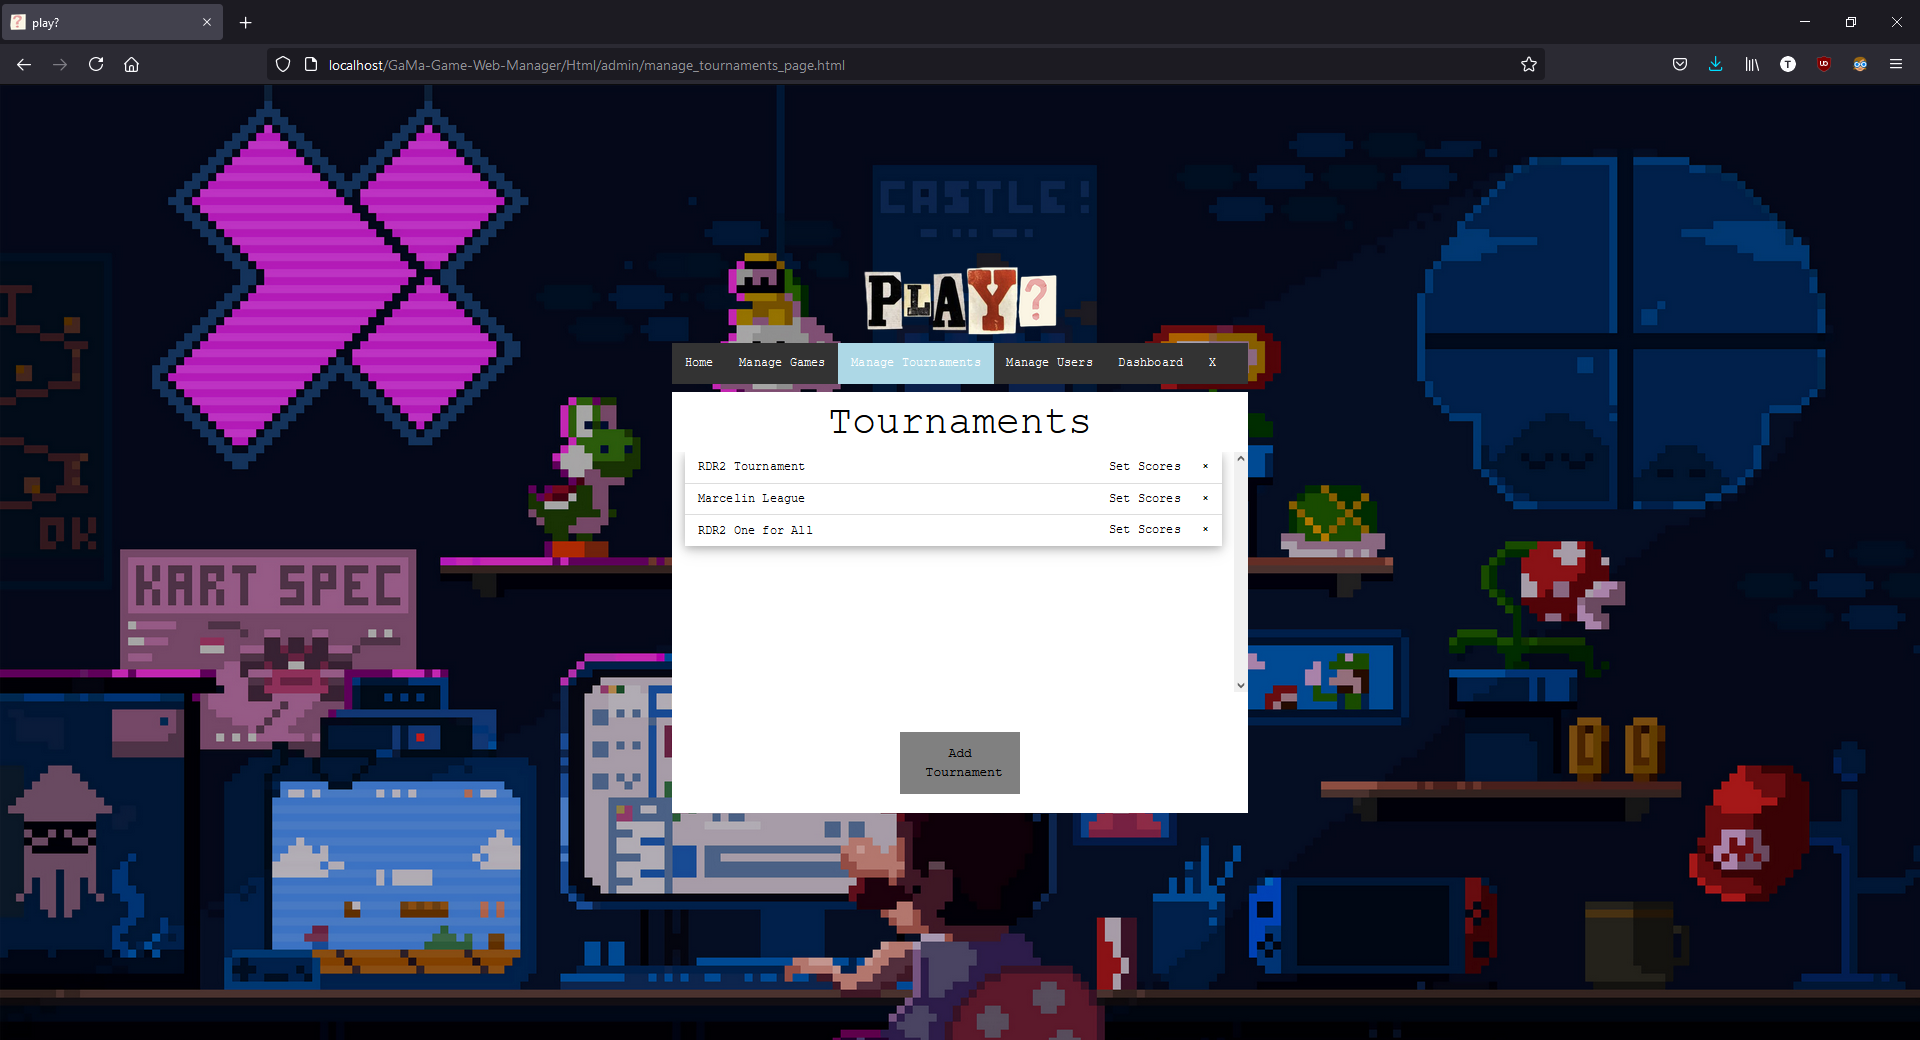 play?
localhost/GaMa-Game-Web-Manager/Html/admin/manage_tournaments_page.html
CASTLE!
PLAY?
Home Manage Games Manage Tournaments Manage Users Dashboard X
Tournaments
RDR2 Tournament Set Scores ×
Marcelin League Set Scores ×
RDR2 One for All Set Scores ×
Add
Tournament
DK
KART SPEC
M